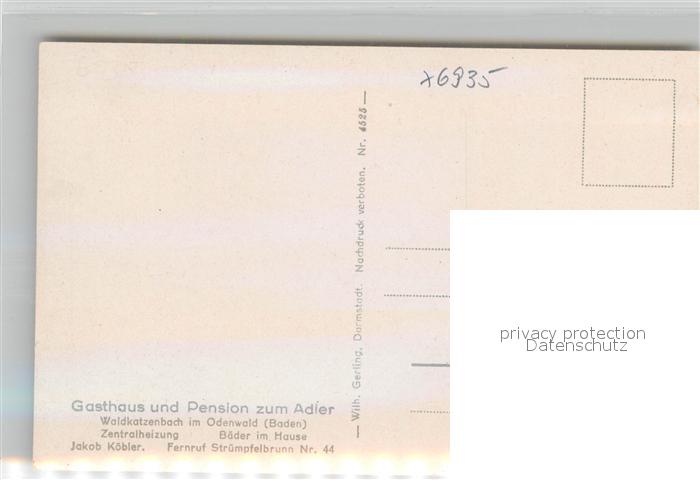 x6935
— Wilh. Gerling, Darmstadt. Nachdruck verboten. Nr. 4525 —
privacy protection
Datenschutz
Gasthaus und Pension zum Adler
Waldkatzenbach im Odenwald (Baden)
Zentralheizung Bäder im Hause
Jakob Köbler. Fernruf Strümpfelbrunn Nr. 44